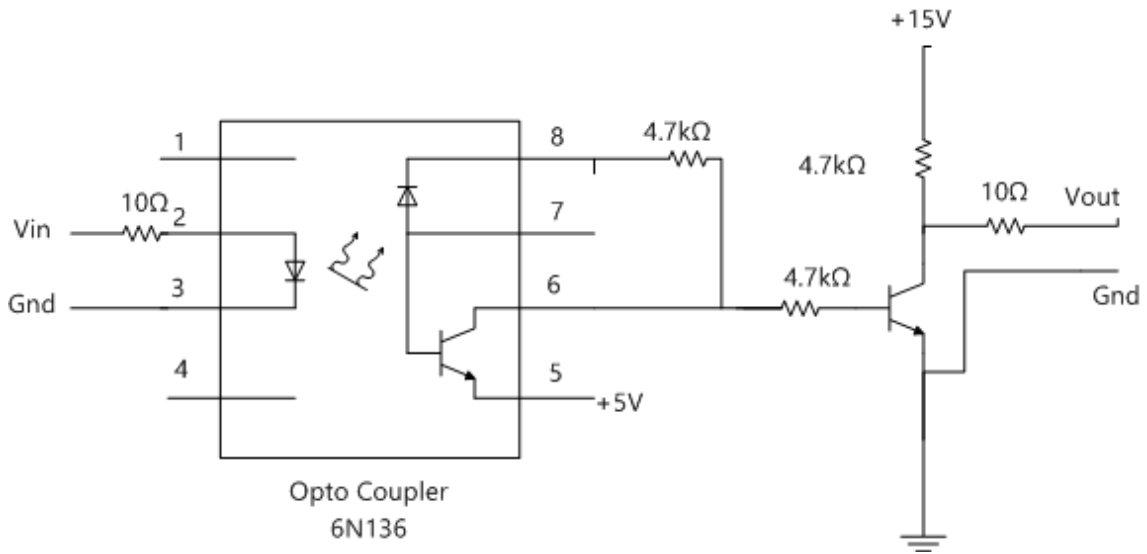 +15V
1
8
4.7kΩ
4.7kΩ
10Ω
2
7
10Ω
Vout
Vin
3
6
4.7kΩ
Gnd
Gnd
4
5
+5V
Opto Coupler
6N136